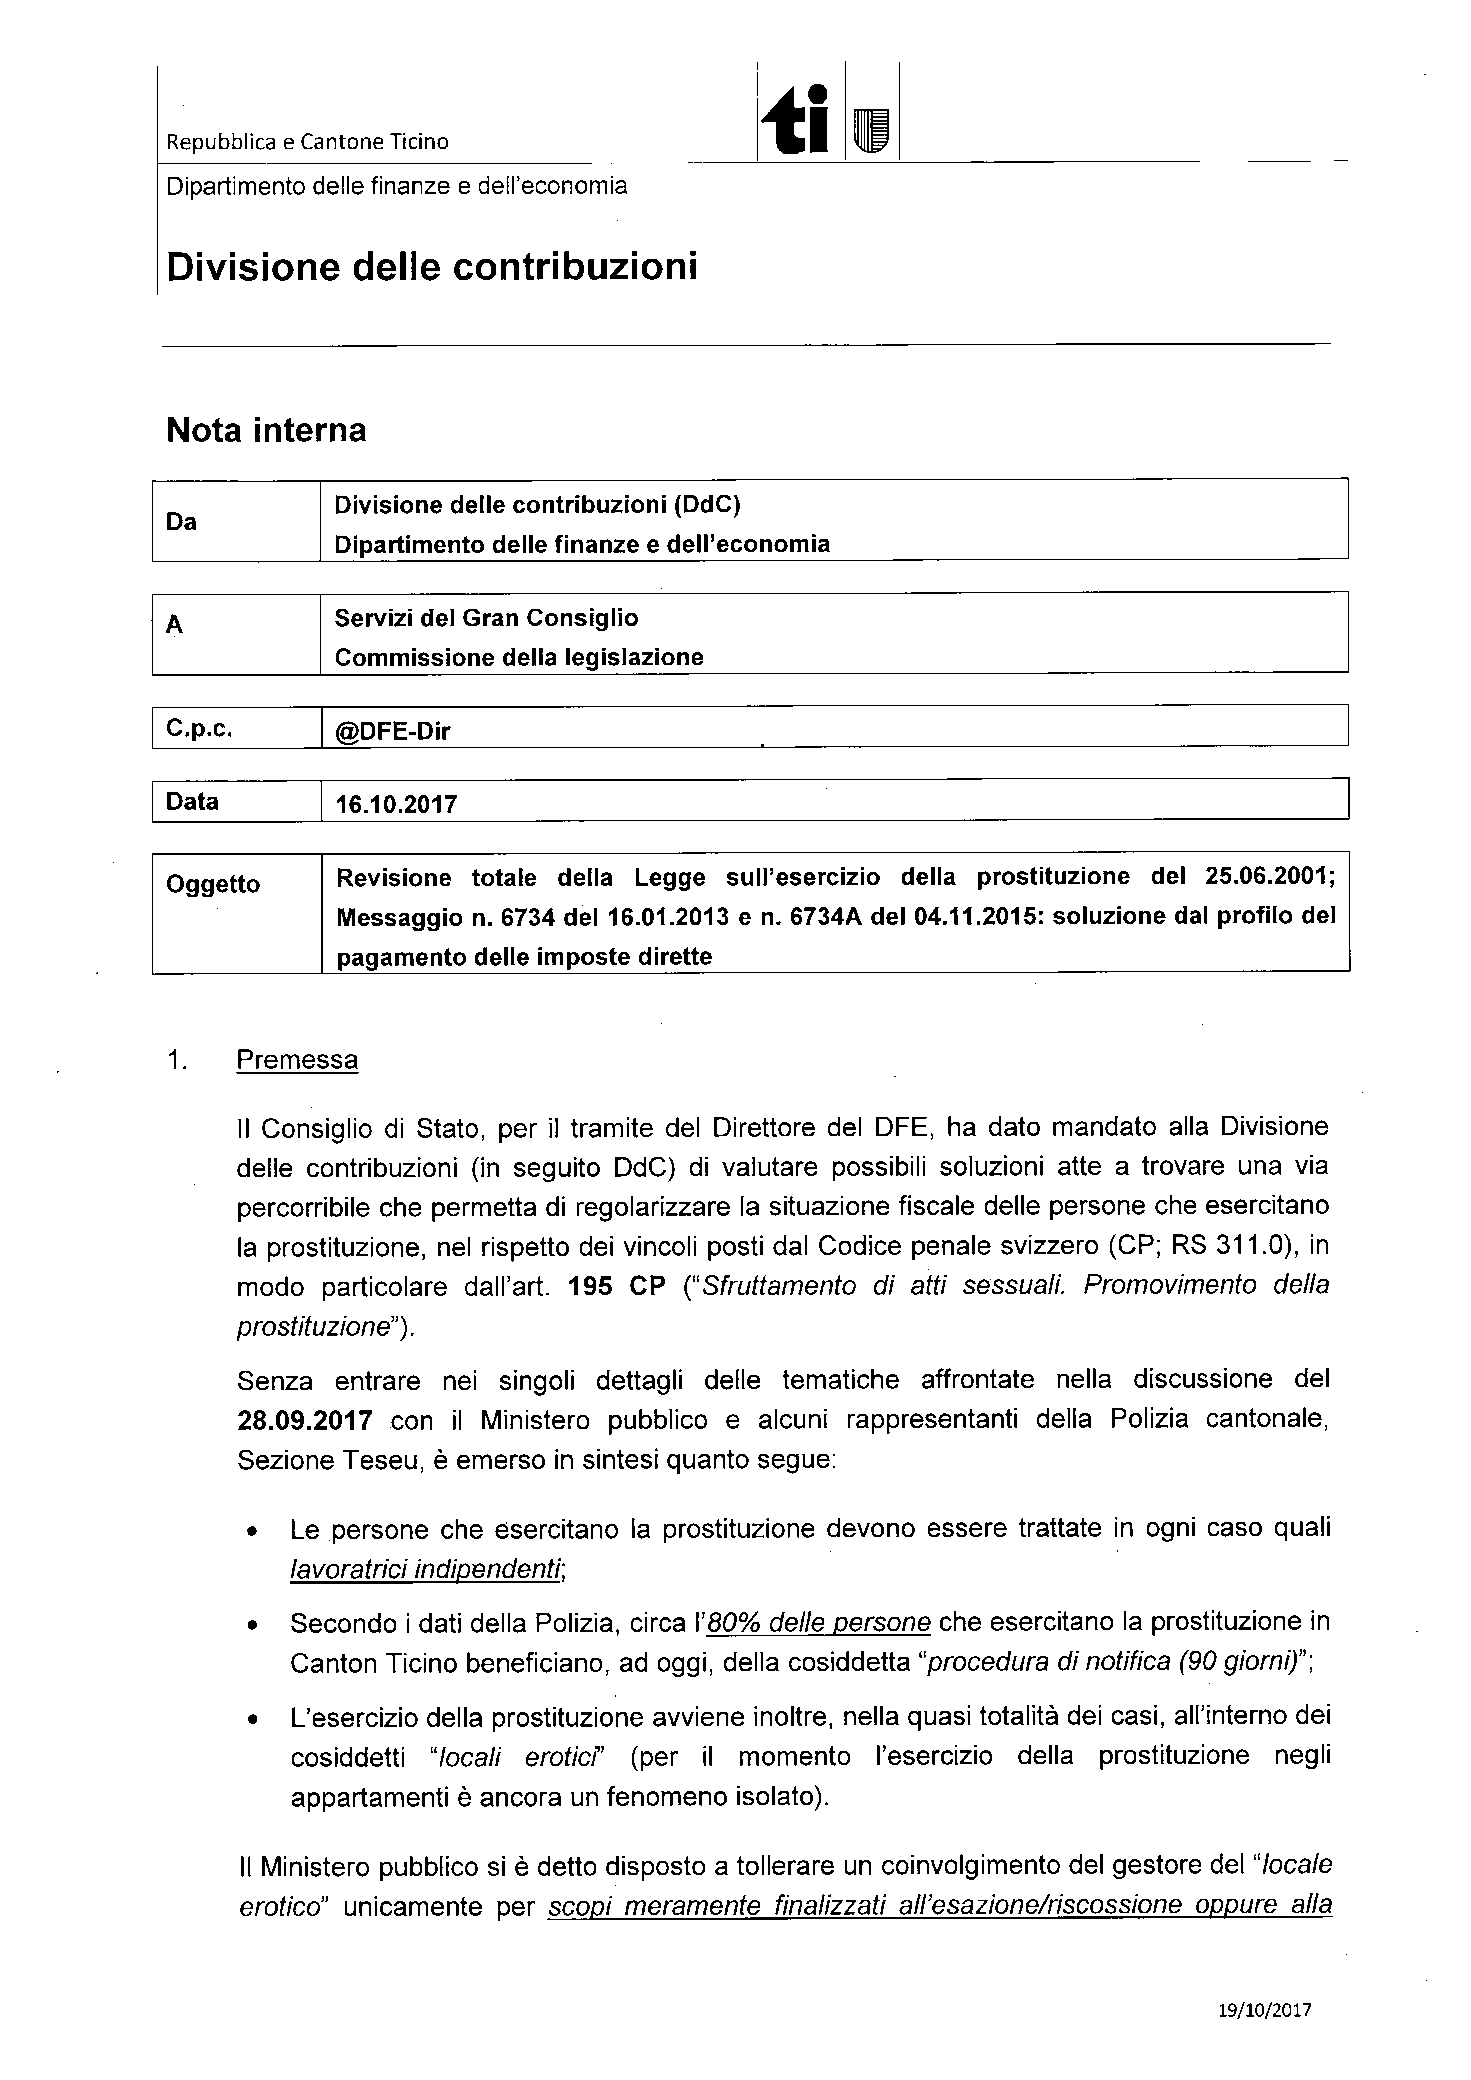 ti
Repubblica e Cantone Ticino
Dipartimento delle finanze e dell'economia
Divisione delle contribuzioni
Nota interna
Da
Divisione delle contribuzioni (DdC)
Dipartimento delle finanze e dell'economia
A
Servizi del Gran Consiglio
Commissione della legislazione
C.p.c.
@DFE-Dir
Data
16.10.2017
Oggetto
Revisione totale della Legge sull'esercizio della prostituzione del 25.06.2001;
Messaggio n. 6734 del 16.01.2013 e n. 6734A del 04.11.2015: soluzione dal profilo del
pagamento delle imposte dirette
1. Premessa
Il Consiglio di Stato, per il tramite del Direttore del DFE, ha dato mandato alla Divisione
delle contribuzioni (in seguito DdC) di valutare possibili soluzioni atte a trovare una via
percorribile che permetta di regolarizzare la situazione fiscale delle persone che esercitano
la prostituzione, nel rispetto dei vincoli posti dal Codice penale svizzero (CP; RS 311.0), in
modo particolare dall'art. 195 CP ("Sfruttamento di atti sessuali. Promovimento della
prostituzione").
Senza entrare nei singoli dettagli delle tematiche affrontate nella discussione del
28.09.2017 con il Ministero pubblico e alcuni rappresentanti della Polizia cantonale,
Sezione Teseu, è emerso in sintesi quanto segue:
• Le persone che esercitano la prostituzione devono essere trattate in ogni caso quali
lavoratrici indipendenti;
• Secondo i dati della Polizia, circa l'80% delle persone che esercitano la prostituzione in
Canton Ticino beneficiano, ad oggi, della cosiddetta "procedura di notifica (90 giorni)";
• L'esercizio della prostituzione avviene inoltre, nella quasi totalità dei casi, all'interno dei
cosiddetti "locali erotici" (per il momento l'esercizio della prostituzione negli
appartamenti è ancora un fenomeno isolato).
Il Ministero pubblico si è detto disposto a tollerare un coinvolgimento del gestore del "locale
erotico" unicamente per scopi meramente finalizzati all'esazione/riscossione oppure alla
19/10/2017